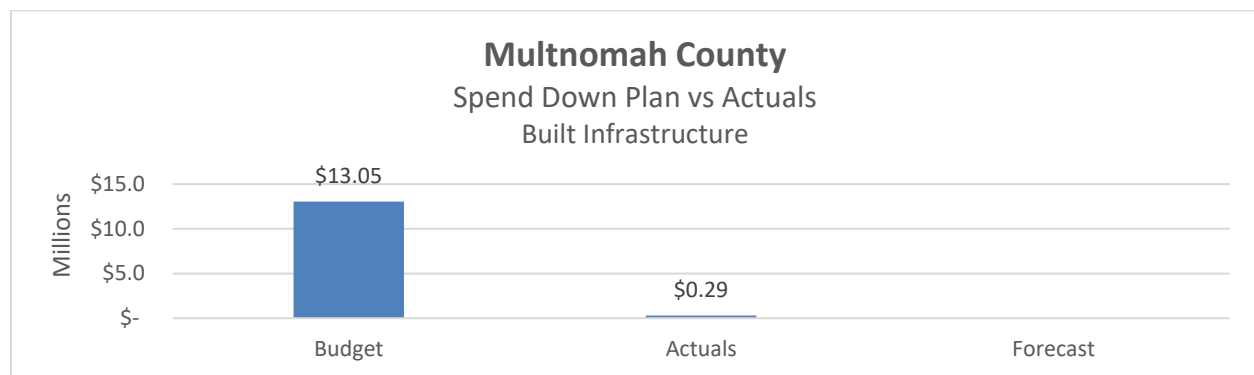 Multnomah County
Spend Down Plan vs Actuals
Built Infrastructure
Millions
$15.0
$10.0
$5.0
$-
$13.05
$0.29
Budget
Actuals
Forecast